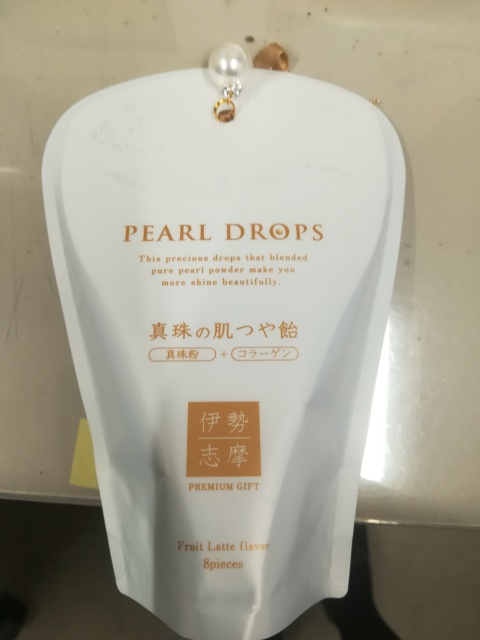 PEARL DROPS
This precious drops that blended
pure pearl powder make you
more shine beautifully.
真珠の肌つや飴
真珠粉 + コラーゲン
伊勢
志摩
PREMIUM GIFT
Fruit Latte flavor
8pieces